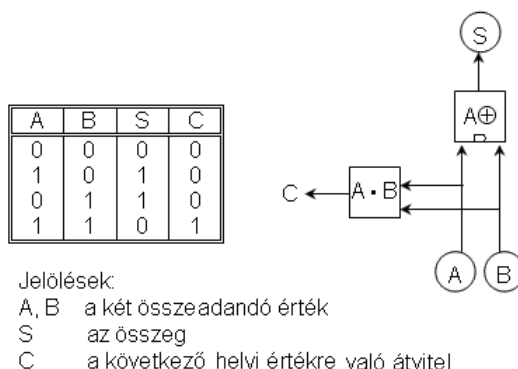 S
A⊕
B
A B S C
0 0 0 0
1 0 1 0
0 1 1 0
1 1 0 1
C
A · B
A
B
Jelölések:
A, B a két összeadandó érték
S az összeg
C a következő helyi értékre való átvitel